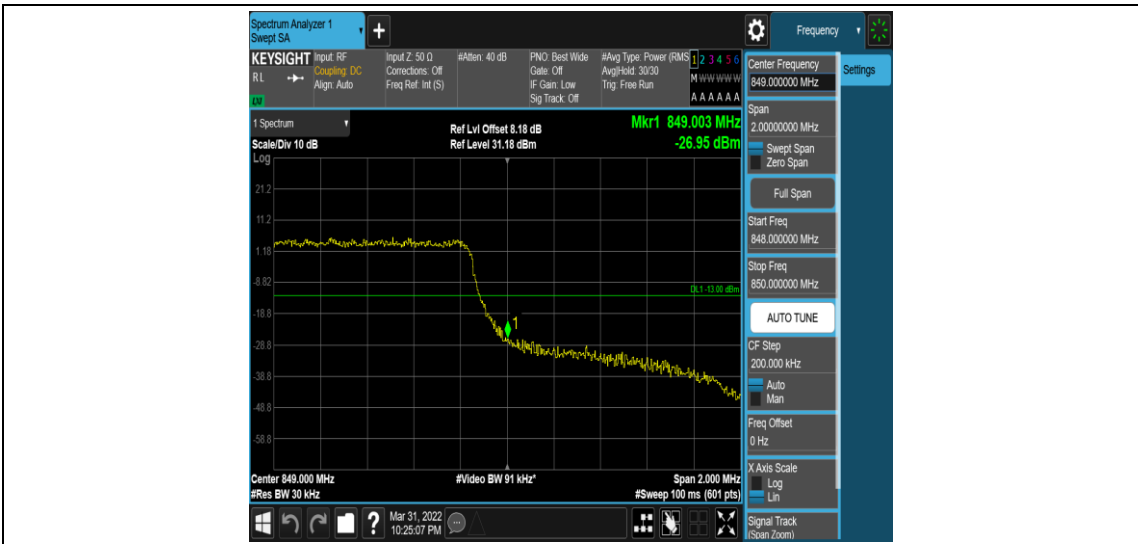 Spectrum Analyzer 1
Swept SA
+
Frequency
KEYSIGHT
RL
LXI
Input: RF
Coupling: DC
Align: Auto
Input Z: 50 Ω
Corrections: Off
Freq Ref: Int (S)
#Atten: 40 dB
PNO: Best Wide
Gate: Off
IF Gain: Low
Sig Track: Off
#Avg Type: Power (RMS
Avg|Hold: 30/30
Trig: Free Run
1 2 3 4 5 6
M W W W W W
A A A A A A
1 Spectrum
Scale/Div 10 dB
Log
Ref Lvl Offset 8.18 dB
Ref Level 31.18 dBm
Mkr1 849.003 MHz
-26.95 dBm
21.2
11.2
1.18
-8.82
DL1 -13.00 dBm
-18.8
1
-28.8
-38.8
-48.8
-58.8
Center 849.000 MHz
#Video BW 91 kHz*
Span 2.000 MHz
#Res BW 30 kHz
#Sweep 100 ms (601 pts)
?
Mar 31, 2022
10:25:07 PM
Center Frequency
849.000000 MHz
Settings
Span
2.00000000 MHz
Swept Span
Zero Span
Full Span
Start Freq
848.000000 MHz
Stop Freq
850.000000 MHz
AUTO TUNE
CF Step
200.000 kHz
Auto
Man
Freq Offset
0 Hz
X Axis Scale
Log
Lin
Signal Track
(Span Zoom)